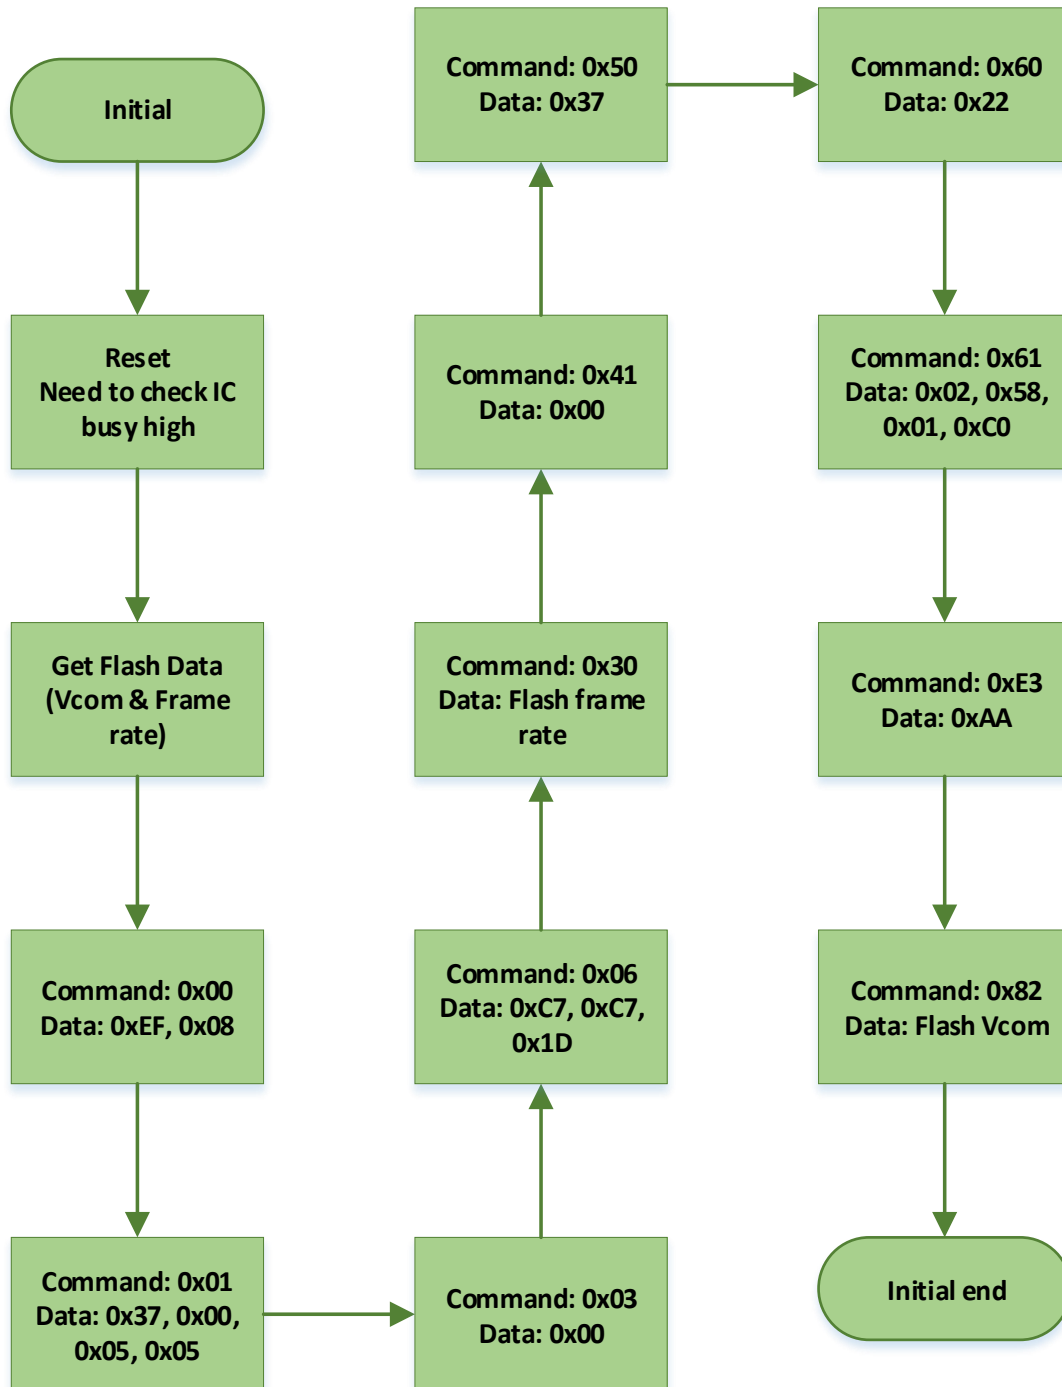 Initial
Reset
Need to check IC
busy high
Get Flash Data
(Vcom & Frame
rate)
Command: 0x00
Data: 0xEF, 0x08
Command: 0x01
Data: 0x37, 0x00,
0x05, 0x05
Command: 0x03
Data: 0x00
Command: 0x06
Data: 0xC7, 0xC7,
0x1D
Command: 0x30
Data: Flash frame
rate
Command: 0x41
Data: 0x00
Command: 0x50
Data: 0x37
Command: 0x60
Data: 0x22
Command: 0x61
Data: 0x02, 0x58,
0x01, 0xC0
Command: 0xE3
Data: 0xAA
Command: 0x82
Data: Flash Vcom
Initial end